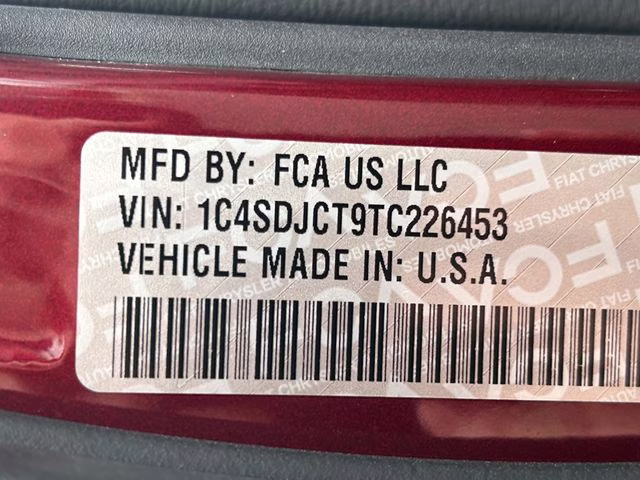 MFD BY: FCA US LLC
VIN: 1C4SDJCT9TC226453
VEHICLE MADE IN: U.S.A.